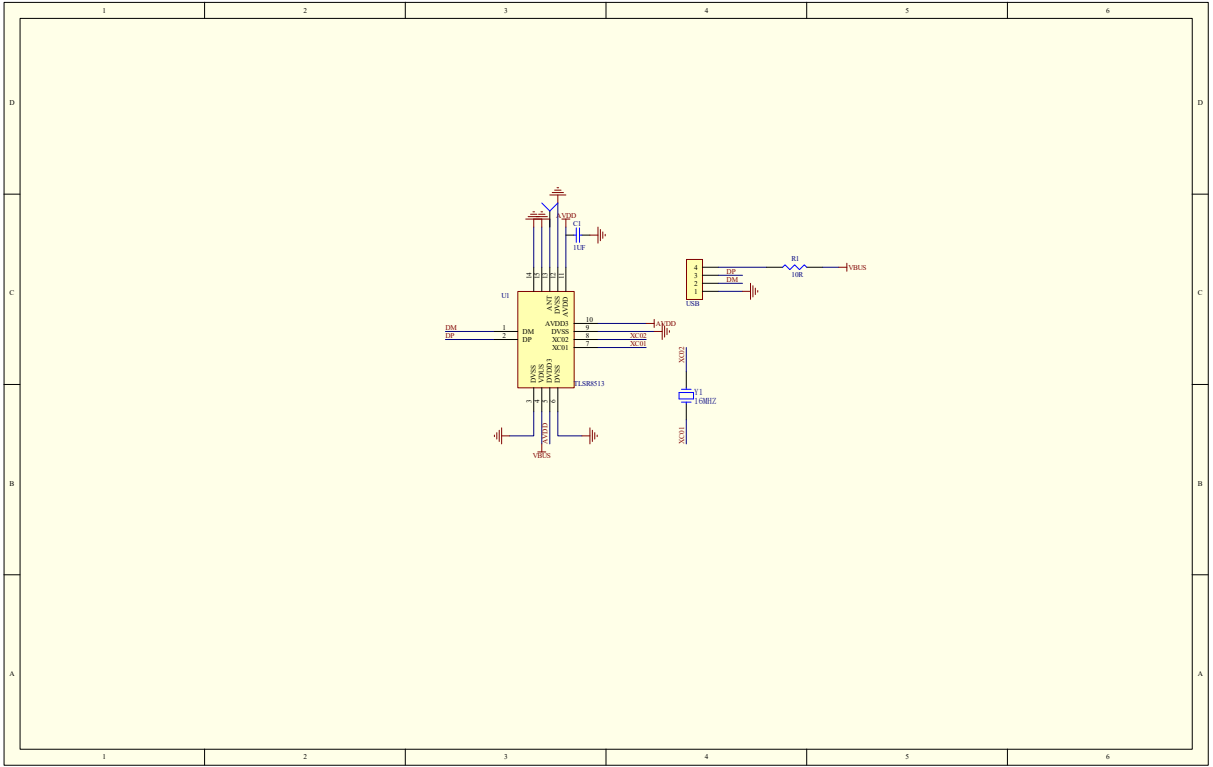 1 2 3 4 5 6
D D
AVDD
C1
1UF
R1
10R
VBUS
4
3 DP
2 DM
1
USB
C C
14 15 13 12 11
U1
ANT DVSS AVDD
AVDD3 10 AVDD
DM 1 DM DVSS 9
DP 2 DP XC02 8 XC02
XC01 7 XC01
XC02
DVSS VDUS DVDD3 DVSS
TLSR8513
3 4 5 6
Y1
16MHZ
AVDD
XC01
VBUS
B B
A A
1 2 3 4 5 6